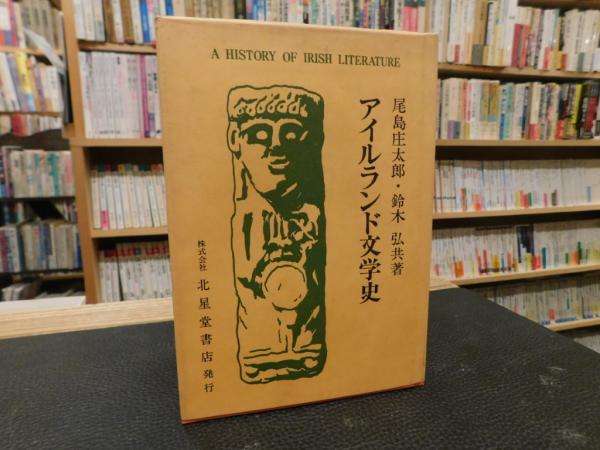 A HISTORY OF IRISH LITERATURE
尾島庄太郎・鈴木 弘共著
アイルランド文学史
株式会社 北星堂書店 発行